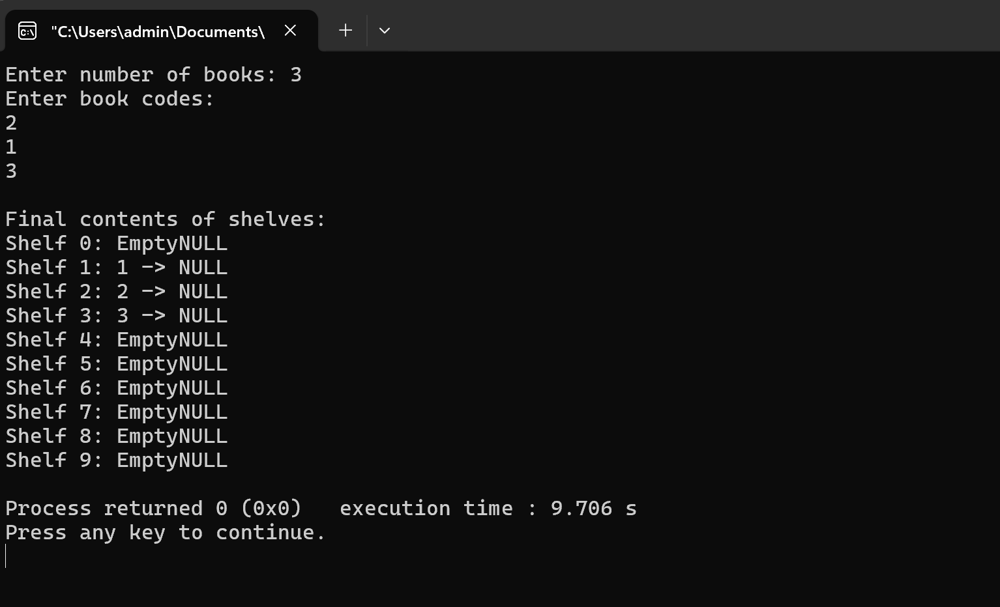 "C:\Users\admin\Documents\
Enter number of books: 3
Enter book codes:
2
1
3
Final contents of shelves:
Shelf 0: EmptyNULL
Shelf 1: 1 -> NULL
Shelf 2: 2 -> NULL
Shelf 3: 3 -> NULL
Shelf 4: EmptyNULL
Shelf 5: EmptyNULL
Shelf 6: EmptyNULL
Shelf 7: EmptyNULL
Shelf 8: EmptyNULL
Shelf 9: EmptyNULL
Process returned 0 (0x0)   execution time : 9.706 s
Press any key to continue.